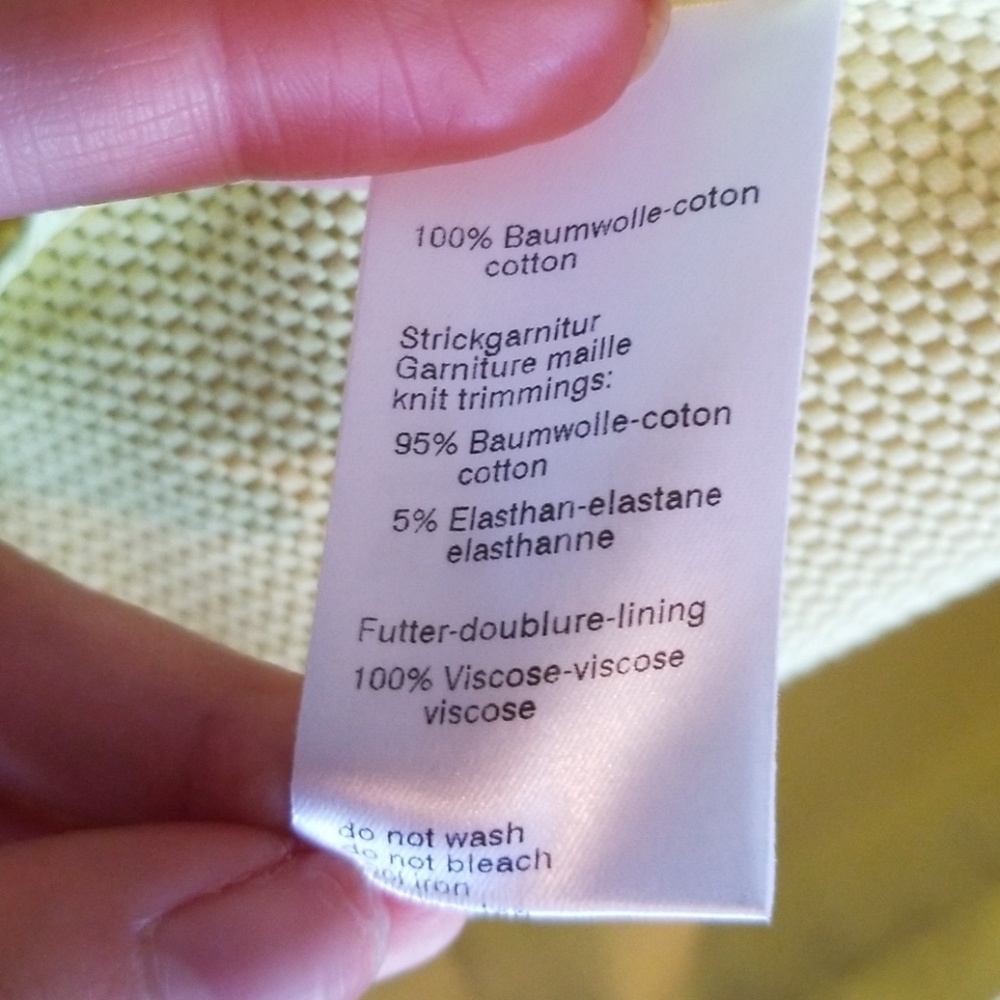 100% Baumwolle-coton
cotton
Strickgarnitur
Garniture maille
knit trimmings:
95% Baumwolle-coton
cotton
5% Elasthan-elastane
elasthanne
Futter-doublure-lining
100% Viscose-viscose
viscose
do not wash
do not bleach
iron